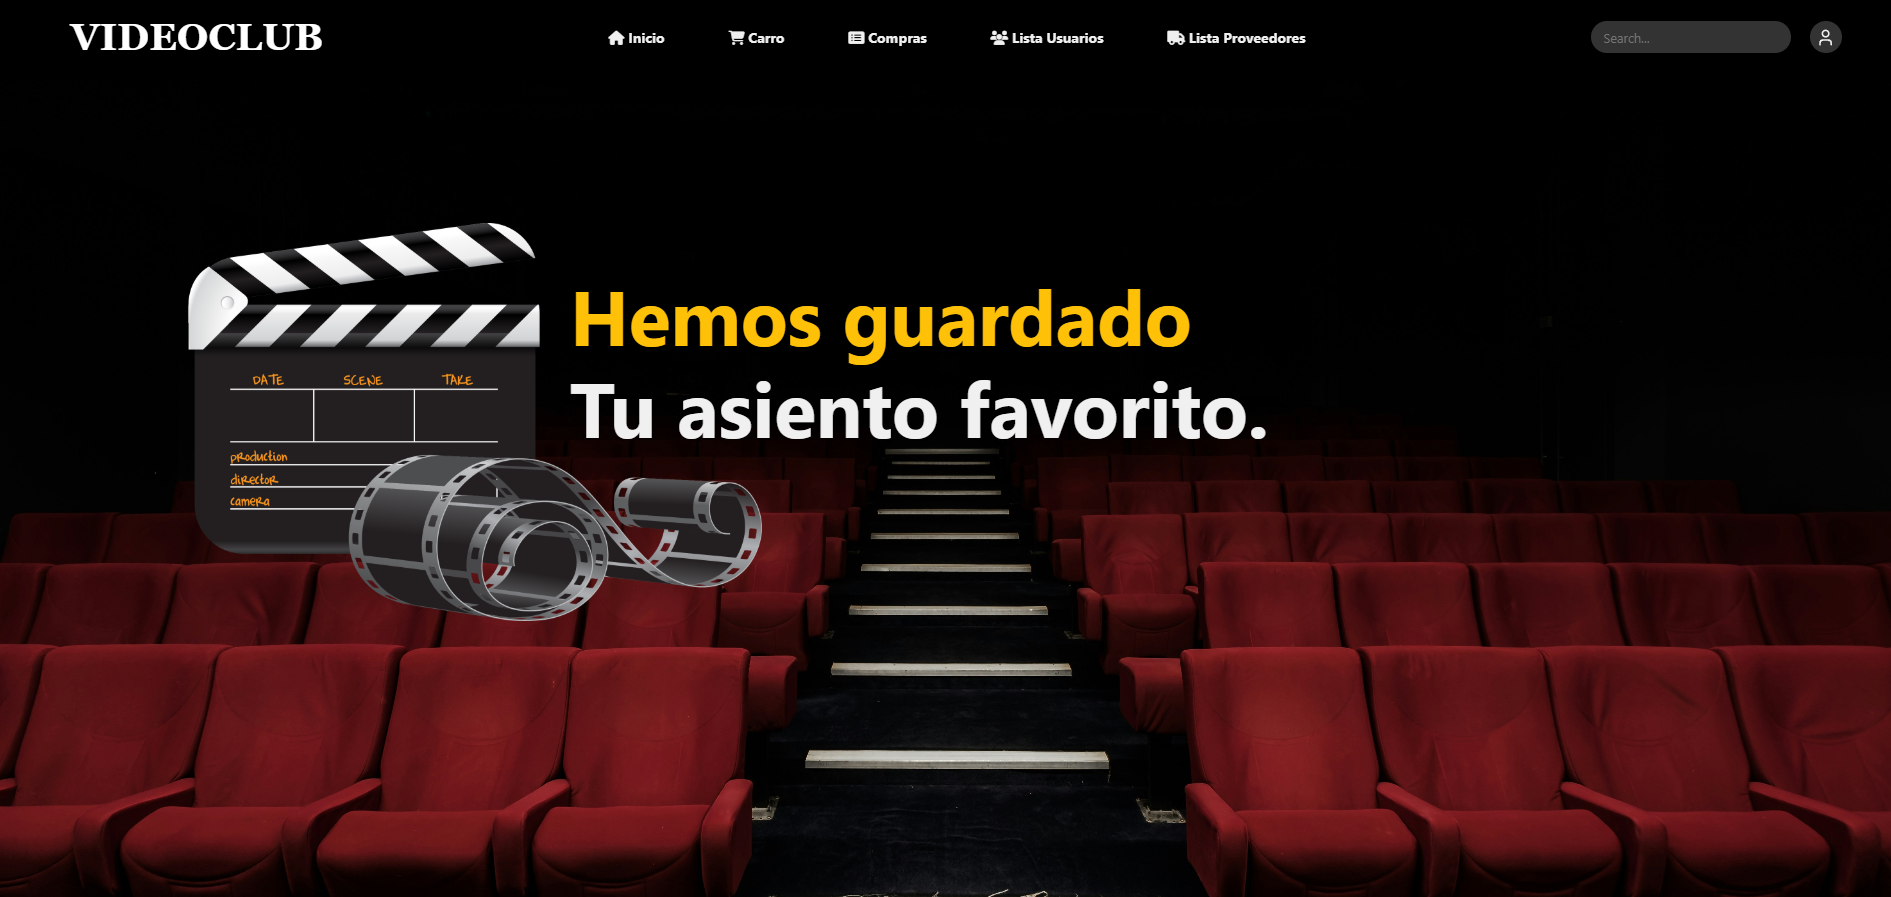 VIDEOCLUB
Inicio
Carro
Compras
Lista Usuarios
Lista Proveedores
Search...
Hemos guardado
Tu asiento favorito.
DATE
SCENE
TAKE
production
director
camera